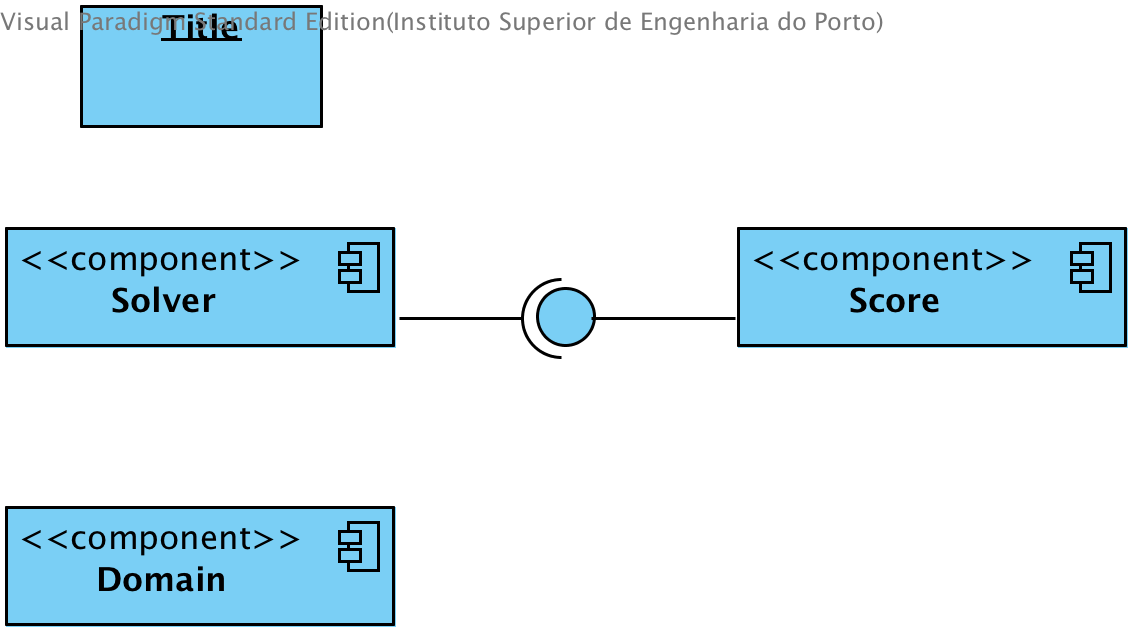 Visual Paradigm Standard Edition(Instituto Superior de Engenharia do Porto)
Title
<<component>>
Solver
<<component>>
Score
<<component>>
Domain